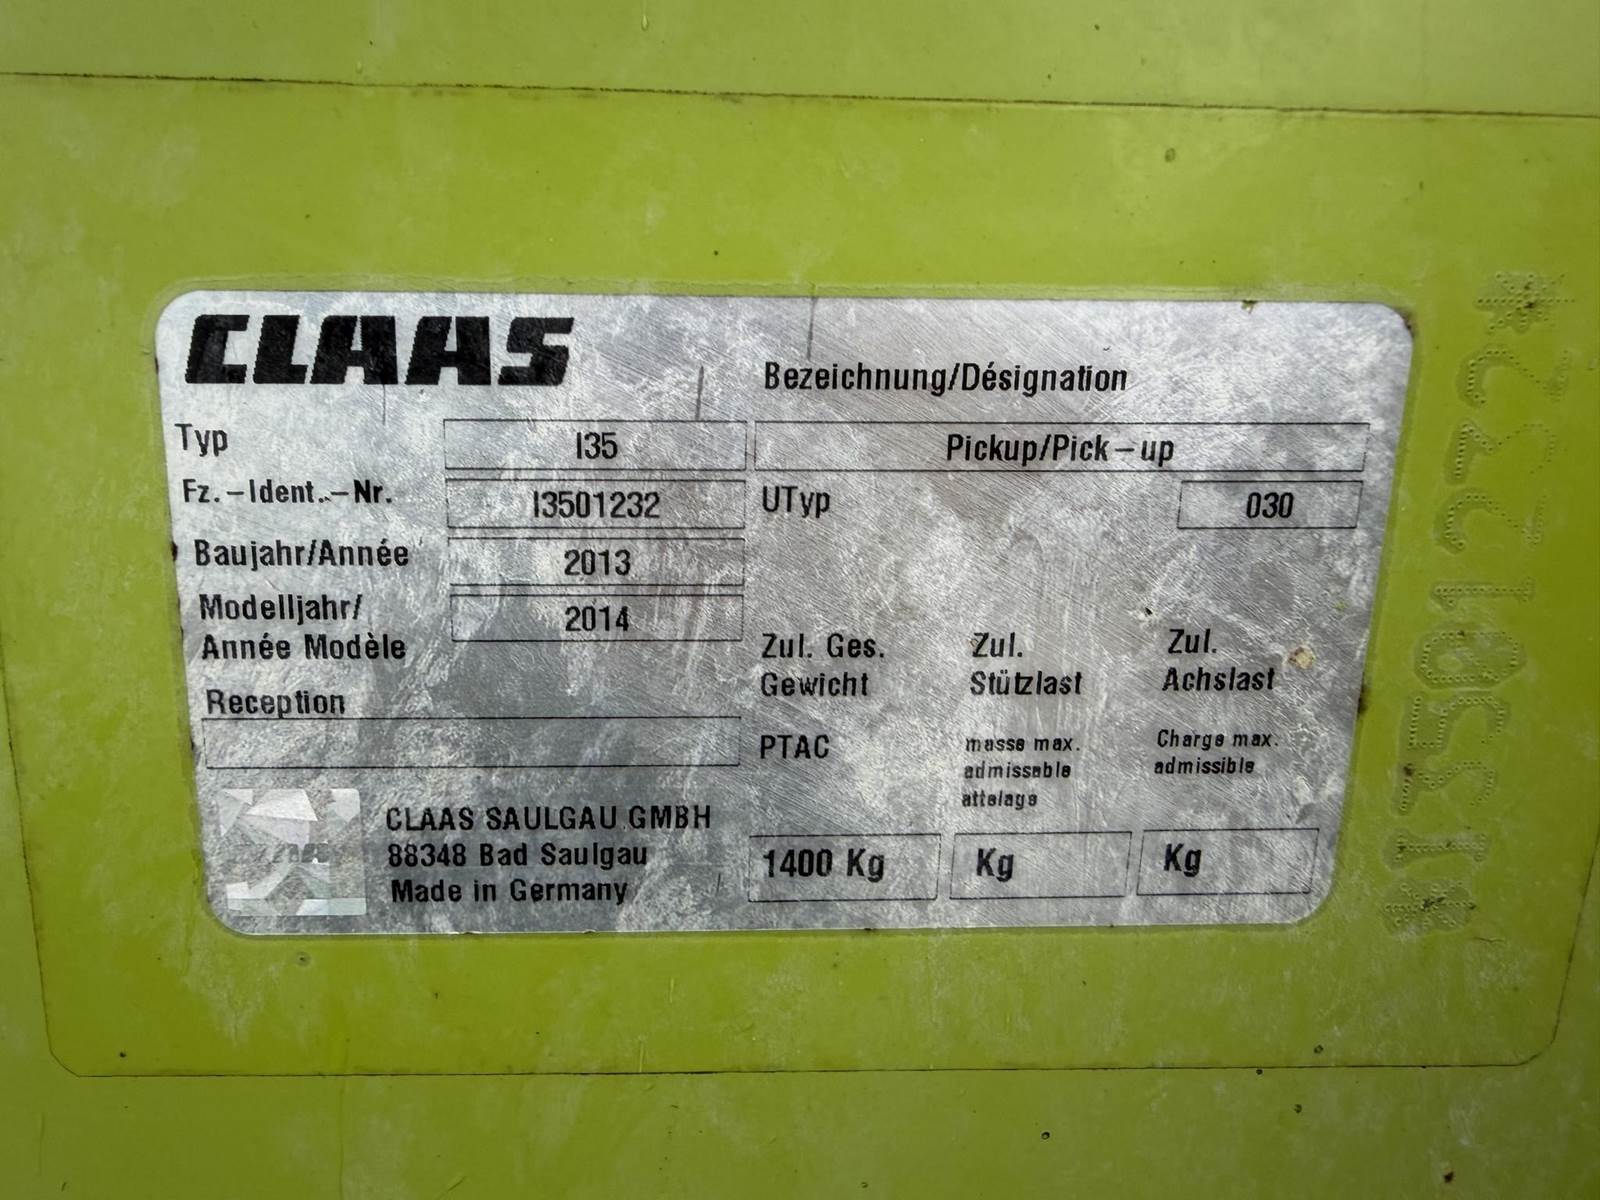 CLAAS
Bezeichnung/Désignation
Typ I35 Pickup/Pick-up
Fz.-Ident.-Nr. I3501232 UTyp 030
Baujahr/Année 2013
Modelljahr/ 2014
Année Modèle
Zul. Ges. Zul. Zul.
Gewicht Stützlast Achslast
Reception
PTAC masse max. Charge max.
admissable admissible
attelage
CLAAS SAULGAU GMBH
88348 Bad Saulgau
Made in Germany
1400 Kg Kg Kg
CLAAS
*I3501232*